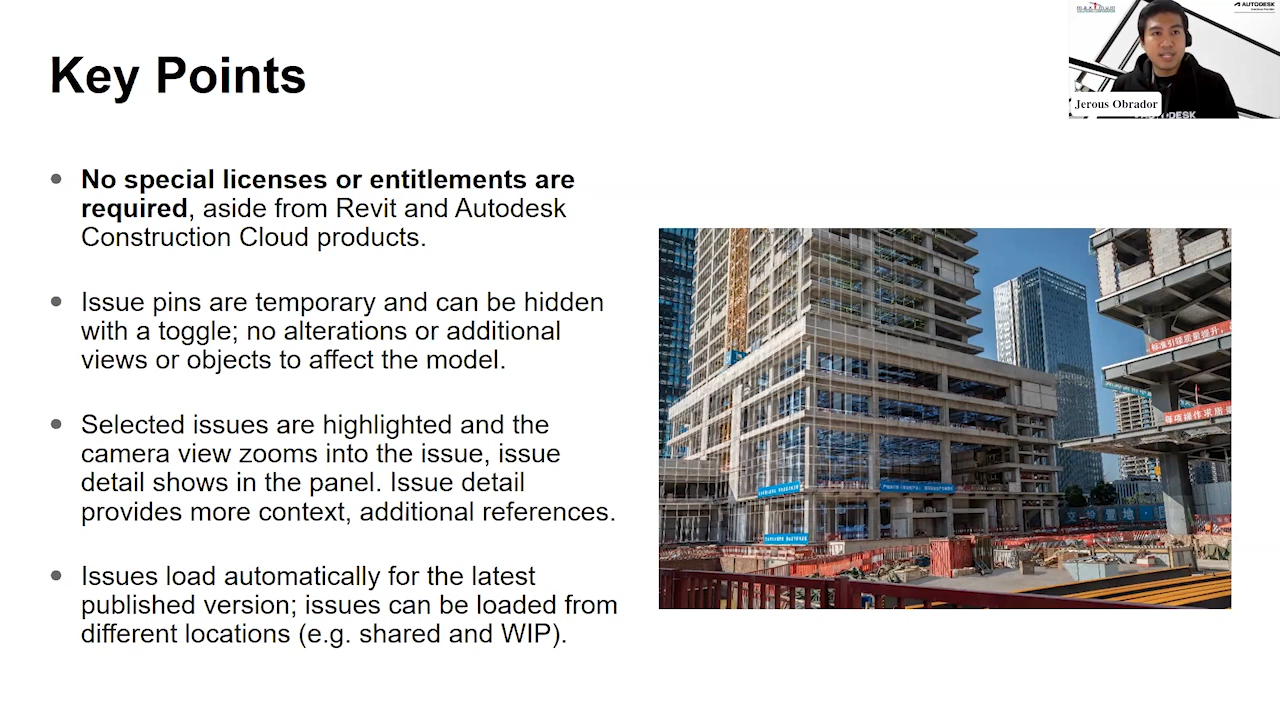 Key Points
AUTODESK
Jerous Obrador
AUTODESK
No special licenses or entitlements are
required, aside from Revit and Autodesk
Construction Cloud products.
Issue pins are temporary and can be hidden
with a toggle; no alterations or additional
views or objects to affect the model.
Selected issues are highlighted and the
camera view zooms into the issue, issue
detail shows in the panel. Issue detail
provides more context, additional references.
Issues load automatically for the latest
published version; issues can be loaded from
different locations (e.g. shared and WIP).